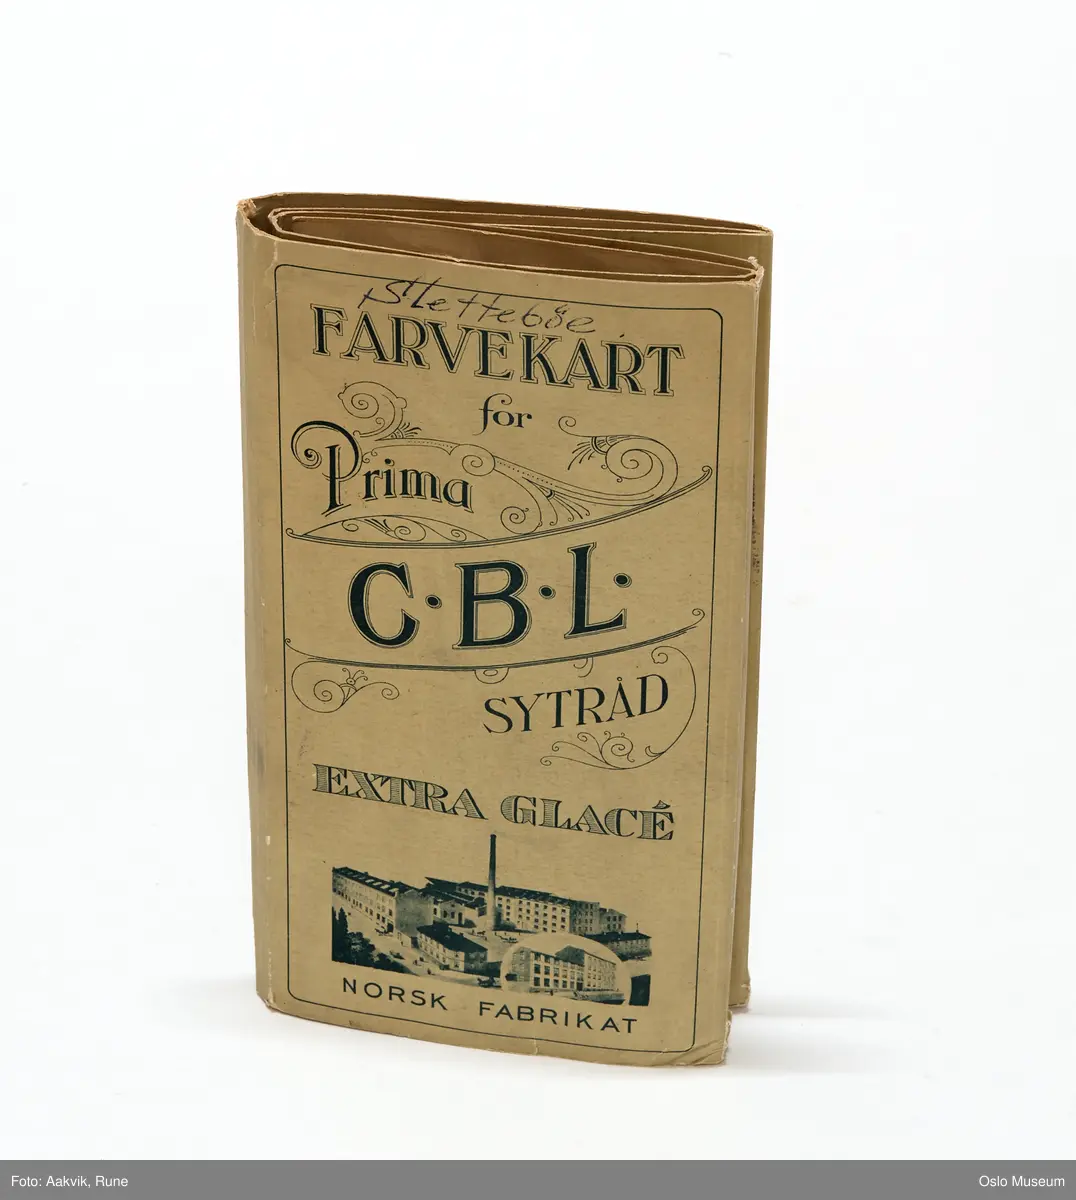 Slettebøe
FARVEKART
for
Prima
C·B·L·
SYTRÅD
EXTRA GLACÉ
NORSK FABRIKAT
Foto: Aakvik, Rune
Oslo Museum